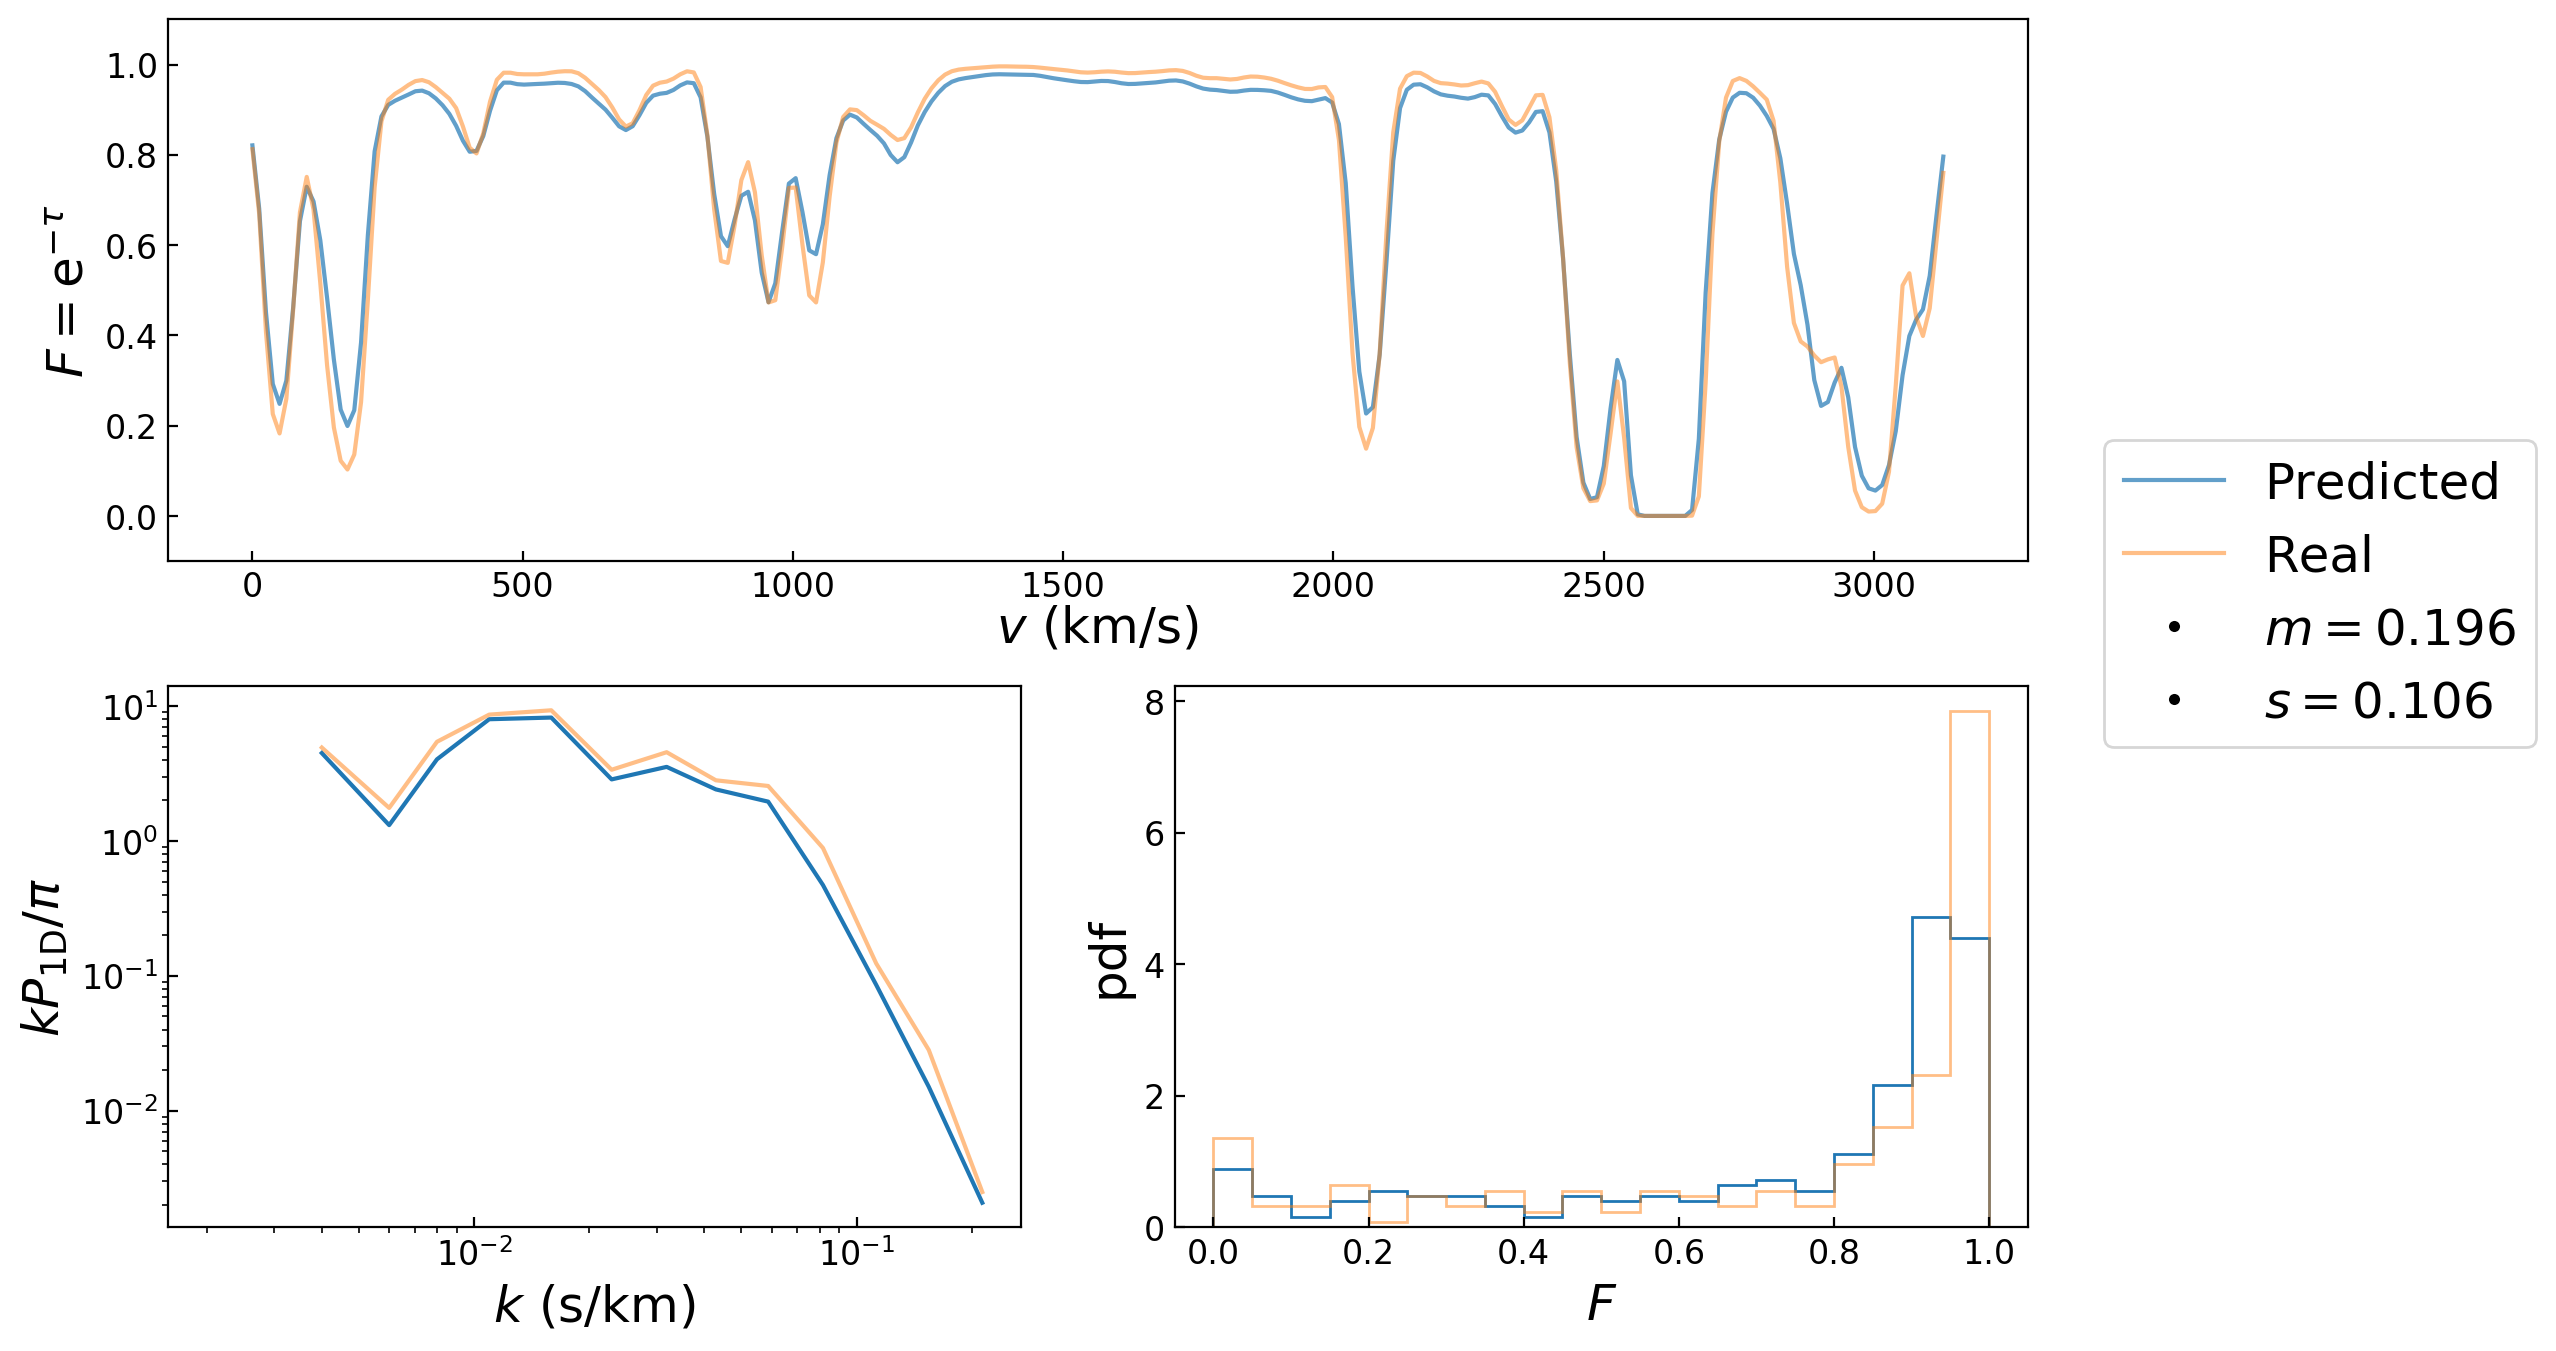 F = e^{−τ}
1.0
0.8
0.6
0.4
0.2
0.0
0 500 1000 1500 2000 2500 3000
v (km/s)
Predicted
Real
m = 0.196
s = 0.106
kP_{1D}/π
10^1
10^0
10^{−1}
10^{−2}
10^{−2} 10^{−1}
k (s/km)
pdf
8
6
4
2
0
0.0 0.2 0.4 0.6 0.8 1.0
F